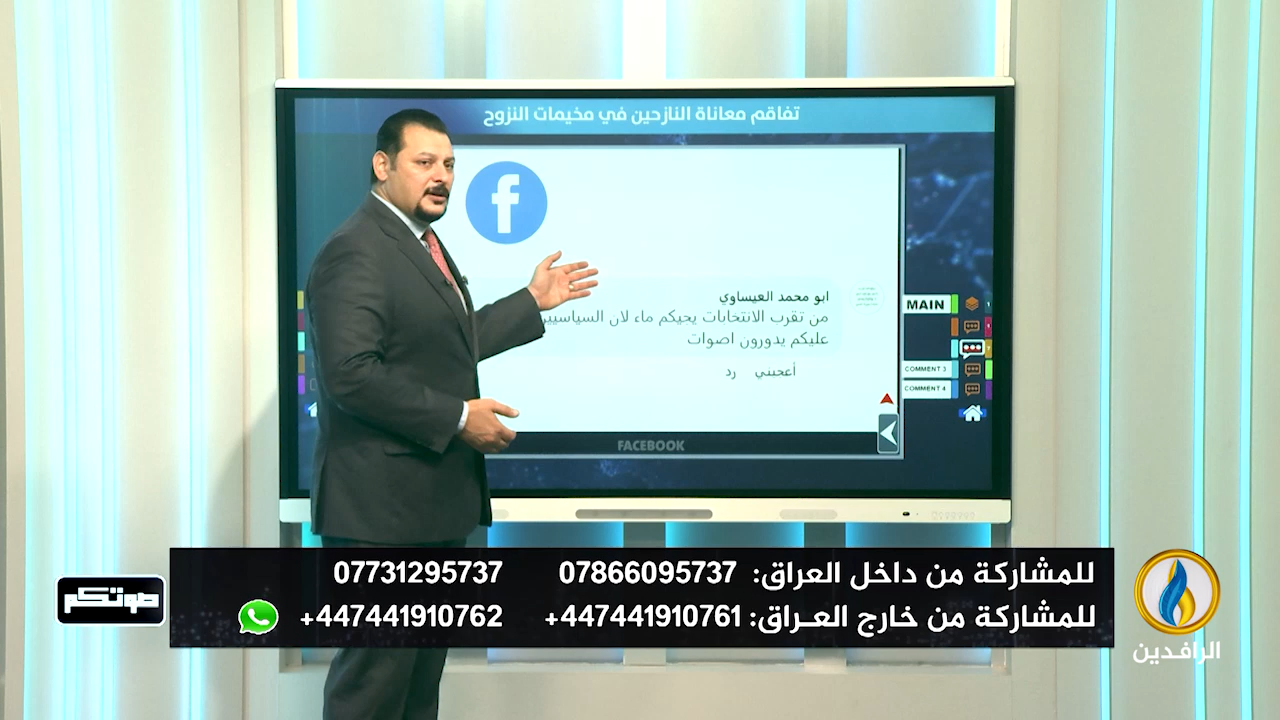 تفاقم معاناة النازحين في مخيمات النزوح
f
ابو محمد العيساوي
من تقرب الانتخابات يجيكم ماء لان السياسيين
عليكم يدورون اصوات
أعجبني رد
FACEBOOK
MAIN
COMMENT 3
COMMENT 4
للمشاركة من داخل العراق: 07866095737 07731295737
للمشاركة من خارج العـراق: 447441910761+ 447441910762+
صوتكم
الرافدين